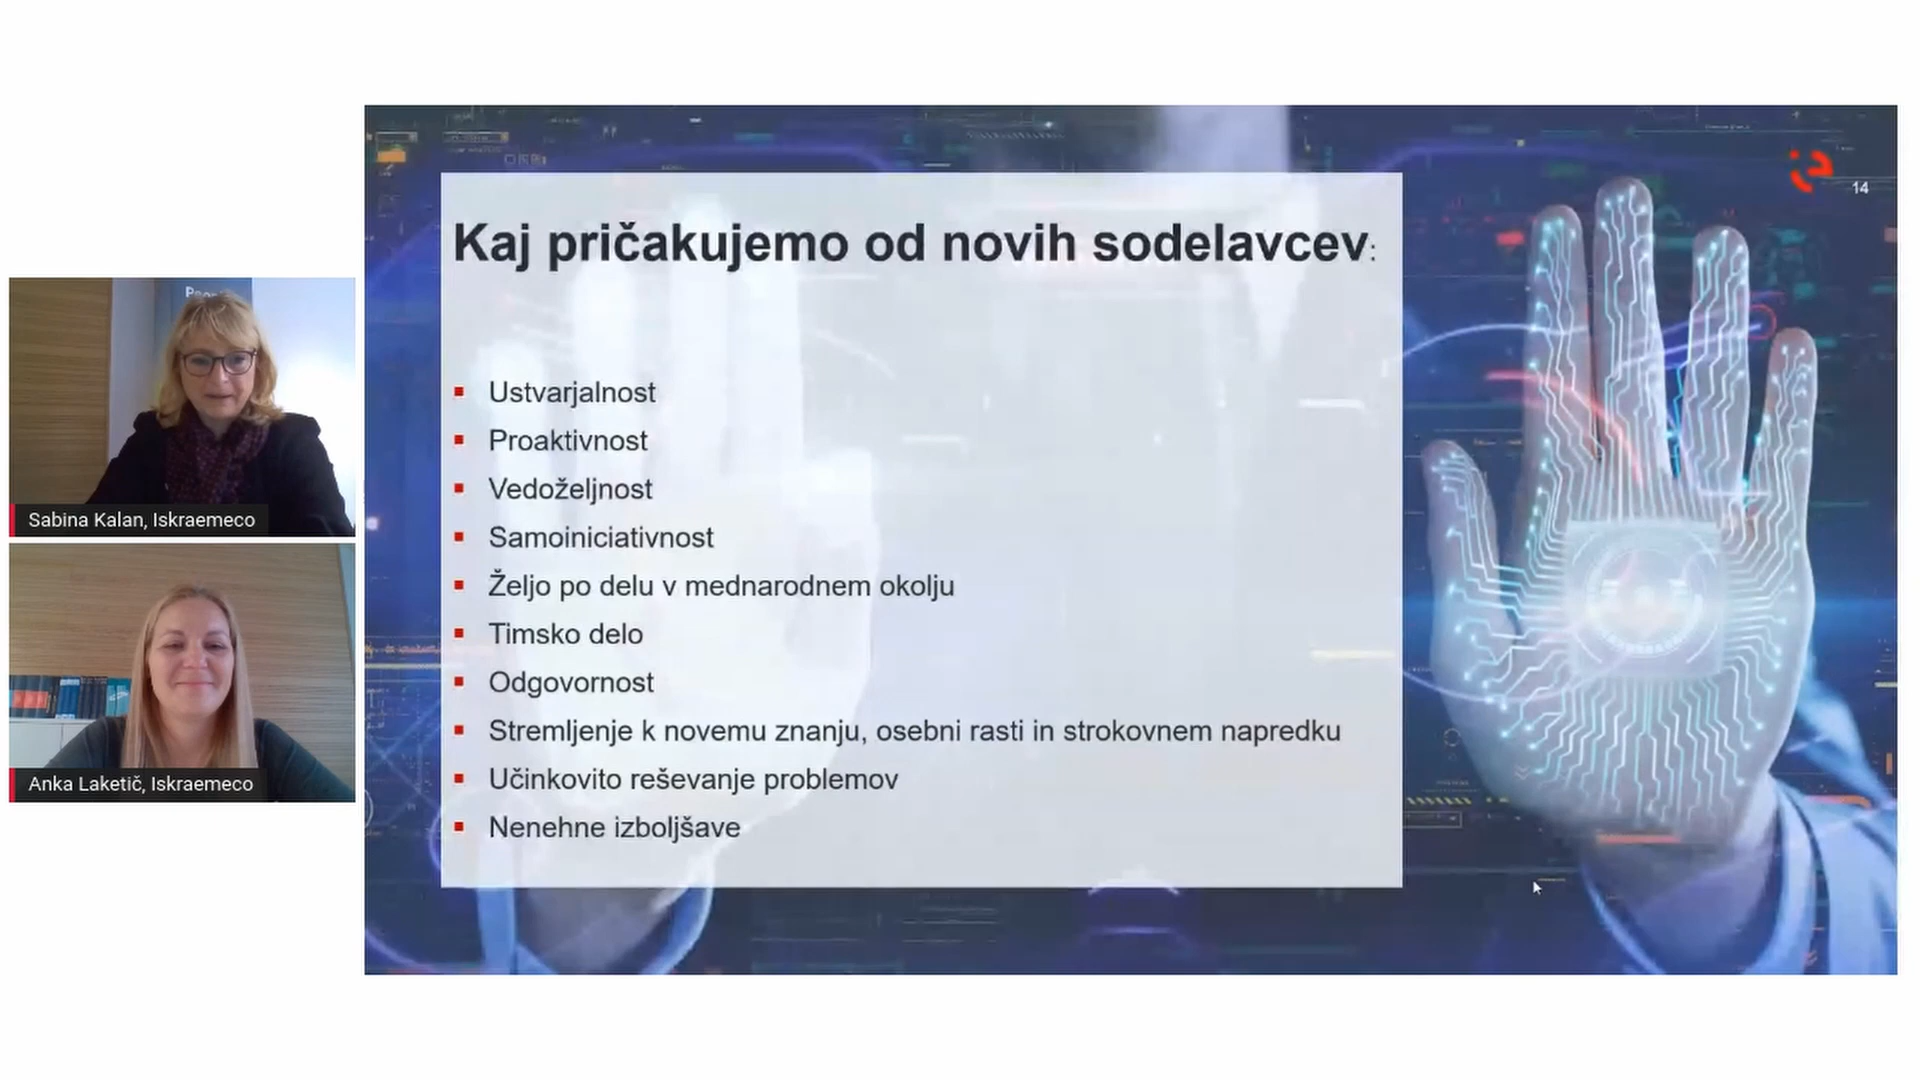 14
Kaj pričakujemo od novih sodelavcev:
Ustvarjalnost
Proaktivnost
Vedoželjnost
Samoiniciativnost
Željo po delu v mednarodnem okolju
Timsko delo
Odgovornost
Stremljenje k novemu znanju, osebni rasti in strokovnem napredku
Učinkovito reševanje problemov
Nenehne izboljšave
Sabina Kalan, Iskraemeco
Anka Laketič, Iskraemeco